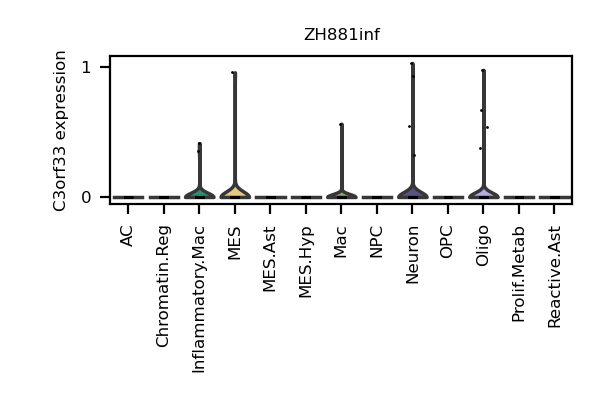 ZH881inf
C3orf33 expression
1
0
AC
Chromatin.Reg
Inflammatory.Mac
MES
MES.Ast
MES.Hyp
Mac
NPC
Neuron
OPC
Oligo
Prolif.Metab
Reactive.Ast